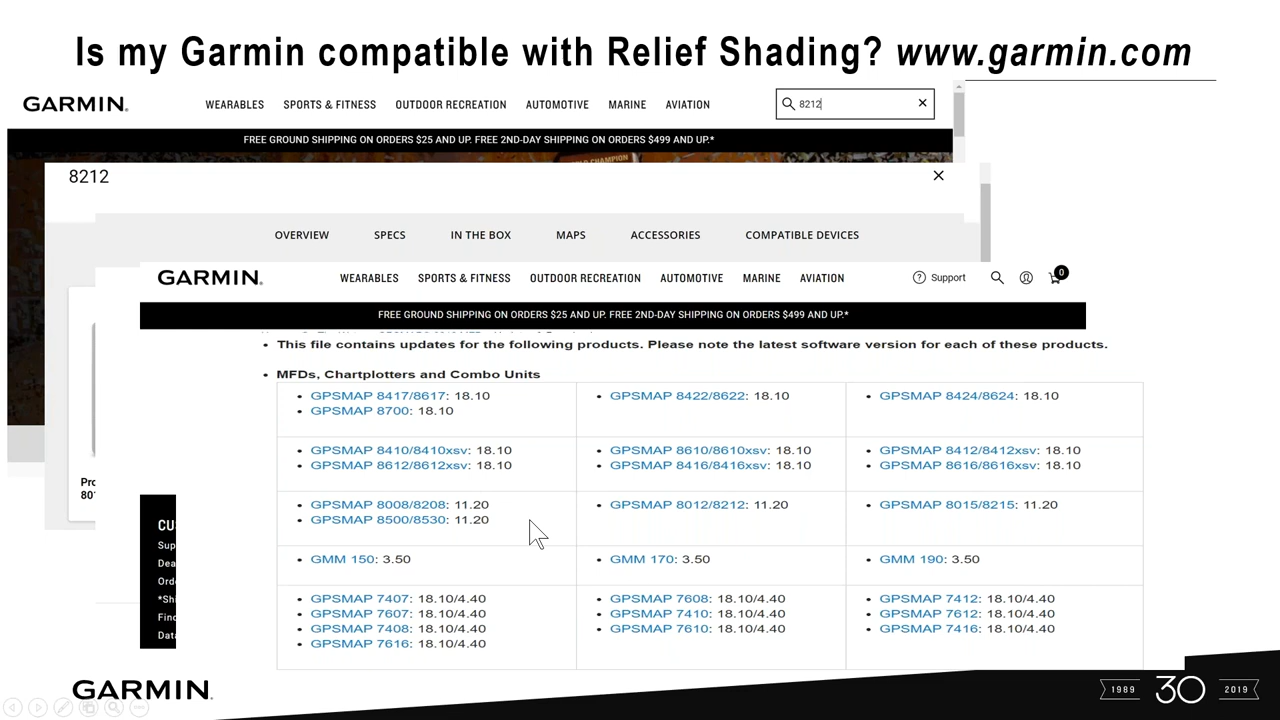 Is my Garmin compatible with Relief Shading? www.garmin.com
GARMIN.
WEARABLES SPORTS & FITNESS OUTDOOR RECREATION AUTOMOTIVE MARINE AVIATION
8212
FREE GROUND SHIPPING ON ORDERS $25 AND UP. FREE 2ND-DAY SHIPPING ON ORDERS $499 AND UP.*
8212
OVERVIEW SPECS IN THE BOX MAPS ACCESSORIES COMPATIBLE DEVICES
GARMIN.
WEARABLES SPORTS & FITNESS OUTDOOR RECREATION AUTOMOTIVE MARINE AVIATION Support 0
FREE GROUND SHIPPING ON ORDERS $25 AND UP. FREE 2ND-DAY SHIPPING ON ORDERS $499 AND UP.*
• This file contains updates for the following products. Please note the latest software version for each of these products.
• MFDs, Chartplotters and Combo Units
• GPSMAP 8417/8617: 18.10
• GPSMAP 8700: 18.10
• GPSMAP 8422/8622: 18.10
• GPSMAP 8424/8624: 18.10
• GPSMAP 8410/8410xsv: 18.10
• GPSMAP 8612/8612xsv: 18.10
• GPSMAP 8610/8610xsv: 18.10
• GPSMAP 8416/8416xsv: 18.10
• GPSMAP 8412/8412xsv: 18.10
• GPSMAP 8616/8616xsv: 18.10
• GPSMAP 8008/8208: 11.20
• GPSMAP 8500/8530: 11.20
• GPSMAP 8012/8212: 11.20
• GPSMAP 8015/8215: 11.20
• GMM 150: 3.50
• GMM 170: 3.50
• GMM 190: 3.50
• GPSMAP 7407: 18.10/4.40
• GPSMAP 7607: 18.10/4.40
• GPSMAP 7408: 18.10/4.40
• GPSMAP 7616: 18.10/4.40
• GPSMAP 7608: 18.10/4.40
• GPSMAP 7410: 18.10/4.40
• GPSMAP 7610: 18.10/4.40
• GPSMAP 7412: 18.10/4.40
• GPSMAP 7612: 18.10/4.40
• GPSMAP 7416: 18.10/4.40
GARMIN.
1989 30 2019